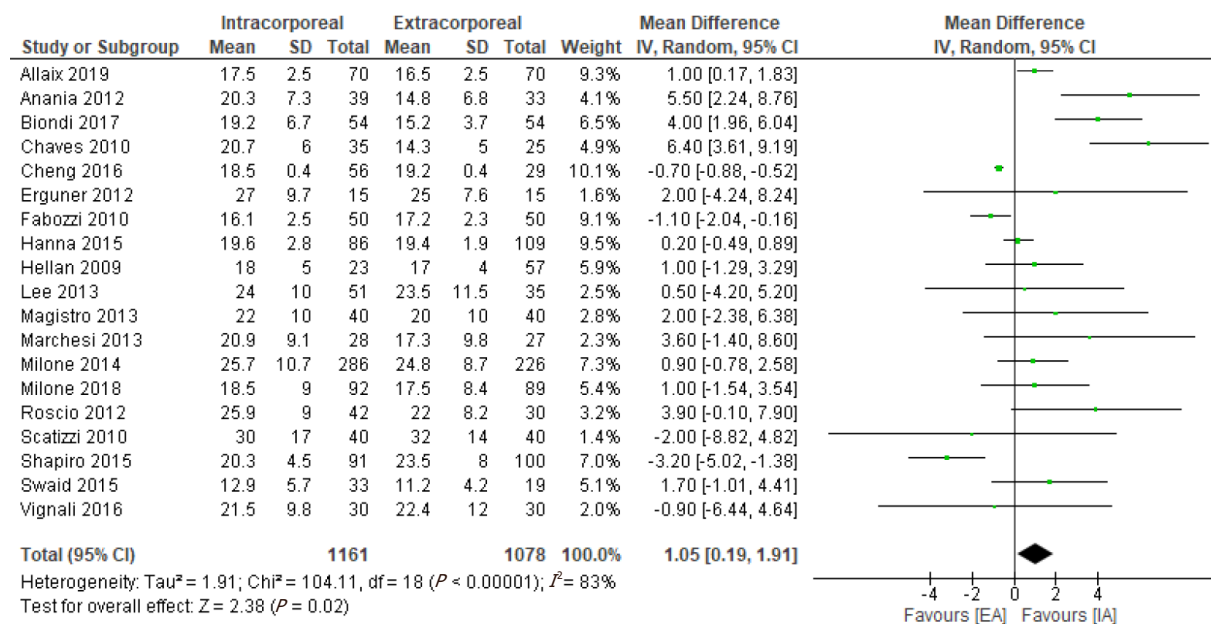 Intracorporeal Extracorporeal Mean Difference Mean Difference
Study or Subgroup Mean SD Total Mean SD Total Weight IV, Random, 95% CI IV, Random, 95% CI
Allaix 2019 17.5 2.5 70 16.5 2.5 70 9.3% 1.00 [0.17, 1.83]
Anania 2012 20.3 7.3 39 14.8 6.8 33 4.1% 5.50 [2.24, 8.76]
Biondi 2017 19.2 6.7 54 15.2 3.7 54 6.5% 4.00 [1.96, 6.04]
Chaves 2010 20.7 6 35 14.3 5 25 4.9% 6.40 [3.61, 9.19]
Cheng 2016 18.5 0.4 56 19.2 0.4 29 10.1% -0.70 [-0.88, -0.52]
Erguner 2012 27 9.7 15 25 7.6 15 1.6% 2.00 [-4.24, 8.24]
Fabozzi 2010 16.1 2.5 50 17.2 2.3 50 9.1% -1.10 [-2.04, -0.16]
Hanna 2015 19.6 2.8 86 19.4 1.9 109 9.5% 0.20 [-0.49, 0.89]
Hellan 2009 18 5 23 17 4 57 5.9% 1.00 [-1.29, 3.29]
Lee 2013 24 10 51 23.5 11.5 35 2.5% 0.50 [-4.20, 5.20]
Magistro 2013 22 10 40 20 10 40 2.8% 2.00 [-2.38, 6.38]
Marchesi 2013 20.9 9.1 28 17.3 9.8 27 2.3% 3.60 [-1.40, 8.60]
Milone 2014 25.7 10.7 286 24.8 8.7 226 7.3% 0.90 [-0.78, 2.58]
Milone 2018 18.5 9 92 17.5 8.4 89 5.4% 1.00 [-1.54, 3.54]
Roscio 2012 25.9 9 42 22 8.2 30 3.2% 3.90 [-0.10, 7.90]
Scatizzi 2010 30 17 40 32 14 40 1.4% -2.00 [-8.82, 4.82]
Shapiro 2015 20.3 4.5 91 23.5 8 100 7.0% -3.20 [-5.02, -1.38]
Swaid 2015 12.9 5.7 33 11.2 4.2 19 5.1% 1.70 [-1.01, 4.41]
Vignali 2016 21.5 9.8 30 22.4 12 30 2.0% -0.90 [-6.44, 4.64]
Total (95% CI) 1161 1078 100.0% 1.05 [0.19, 1.91]
Heterogeneity: Tau² = 1.91; Chi² = 104.11, df = 18 (P < 0.00001); I² = 83%
Test for overall effect: Z = 2.38 (P = 0.02)
-4 -2 0 2 4
Favours [EA] Favours [IA]